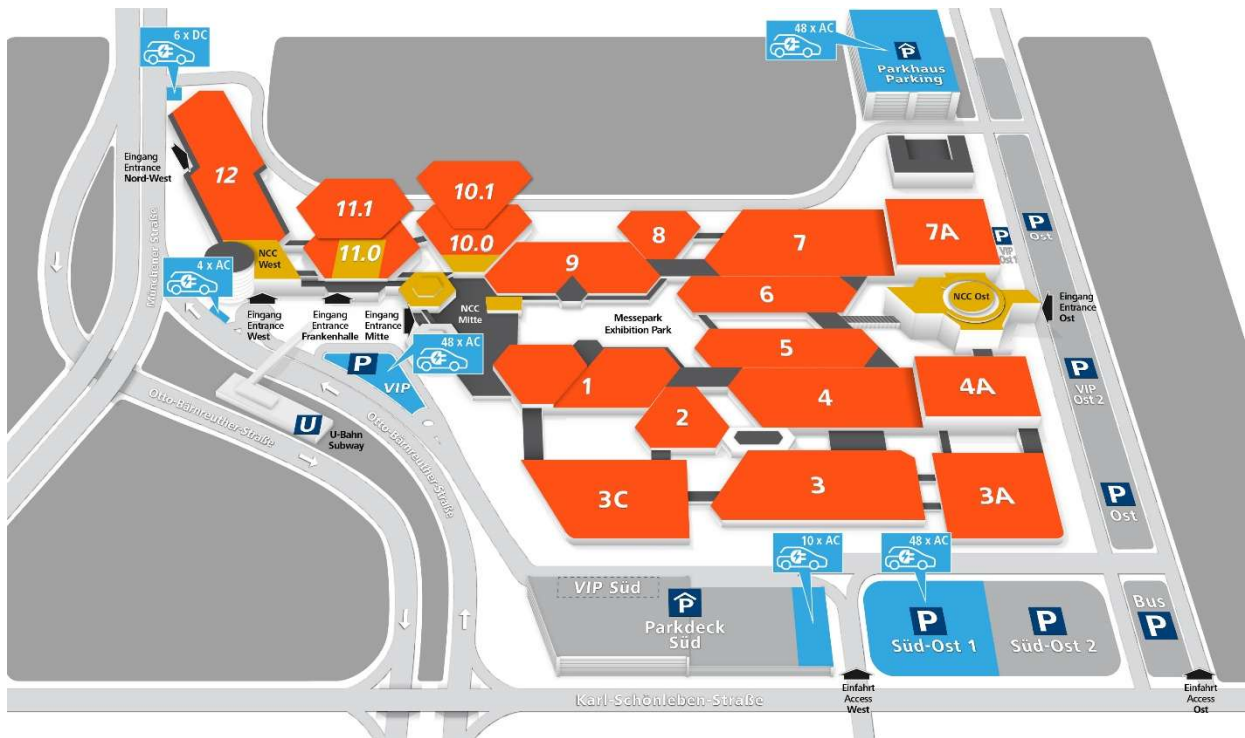 6 x DC
48 x AC
P
Parkhaus
Parking
Eingang
Entrance
Nord-West
12
11.1
10.1
11.0
10.0
NCC
West
4 x AC
Münchener Straße
8
7
7A
P
Ost
P
VIP
Ost 1
9
6
NCC Ost
Eingang
Entrance
Ost
NCC
Mitte
Messepark
Exhibition Park
Eingang
Entrance
West
Eingang
Entrance
Frankenhalle
Eingang
Entrance
Mitte
48 x AC
P
VIP
5
1
4
4A
P
VIP
Ost 2
2
Otto-Bärnreuther-Straße
U
U-Bahn
Subway
Otto-Bärnreuther-Straße
3C
3
3A
P
Ost
10 x AC
48 x AC
VIP Süd
P
Parkdeck
Süd
P
Süd-Ost 1
P
Süd-Ost 2
Bus
P
Karl-Schönleben-Straße
Einfahrt
Access
West
Einfahrt
Access
Ost